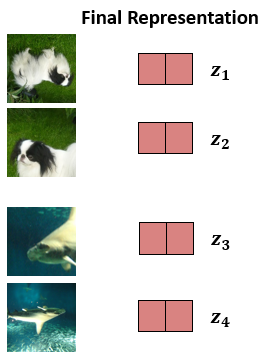 Final Representation
z1
z2
z3
z4